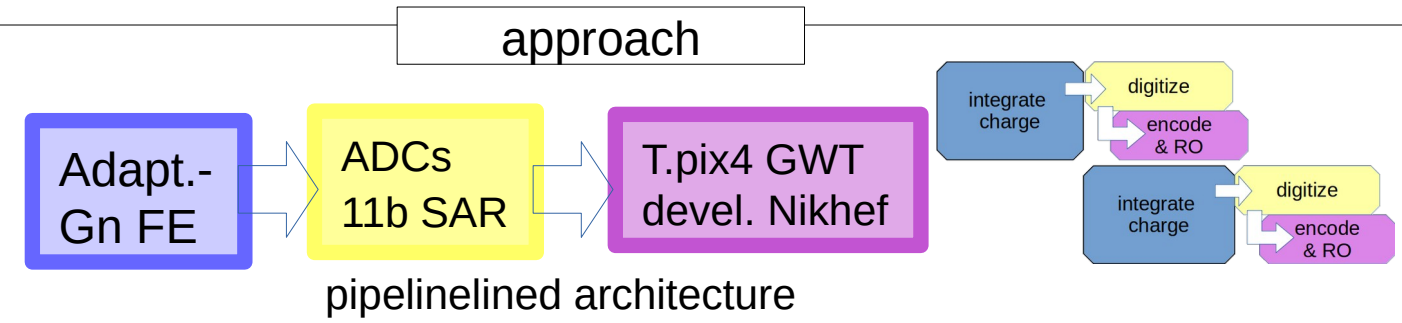 approach
Adapt.-
Gn FE
ADCs
11b SAR
T.pix4 GWT
devel. Nikhef
pipelinelined architecture
integrate
charge
digitize
encode
& RO
integrate
charge
digitize
encode
& RO